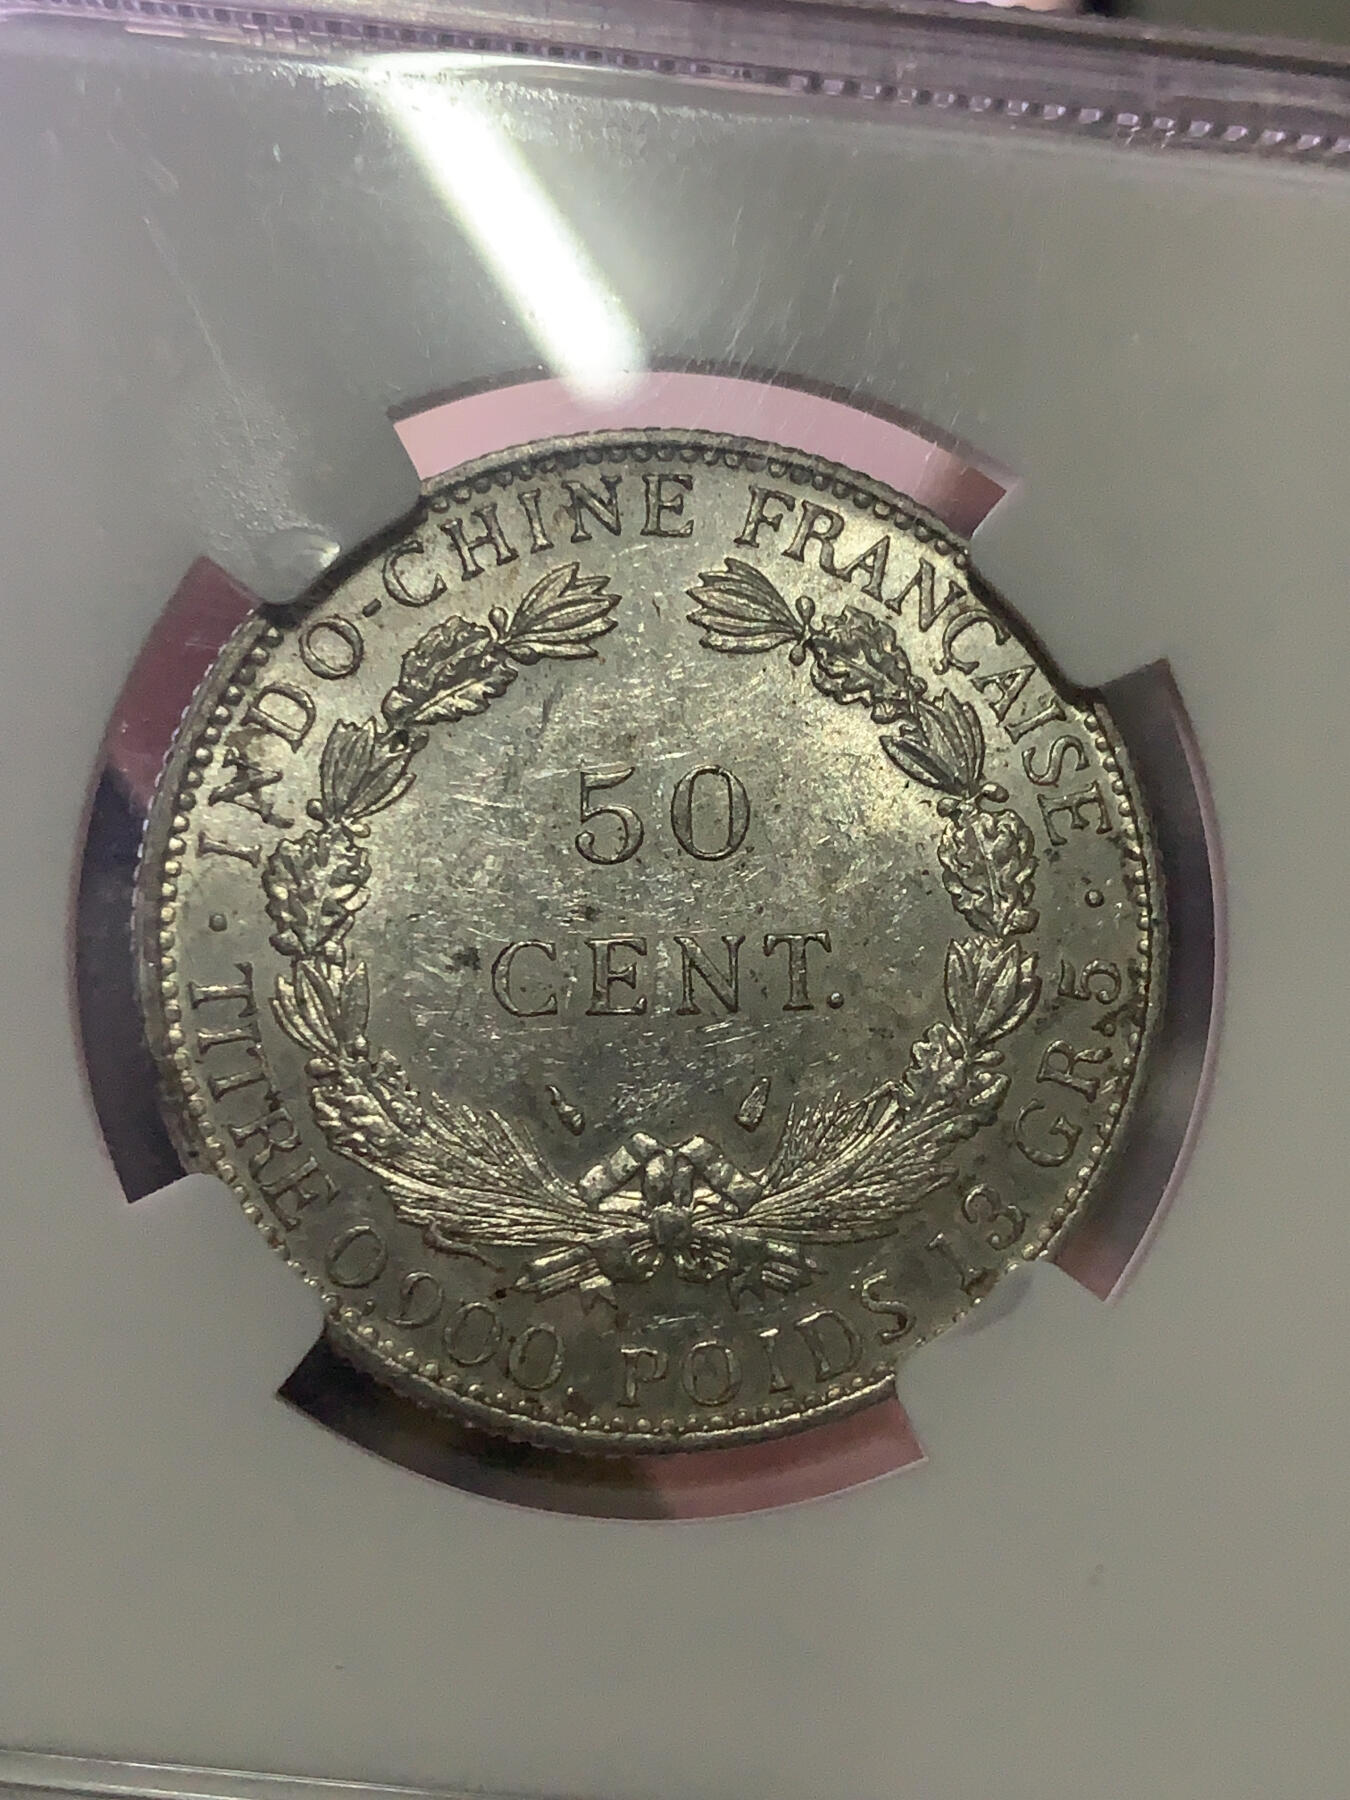 INDO-CHINE FRANÇAISE
50
CENT.
· TITRE 0,900. POIDS 13 GR.5 ·